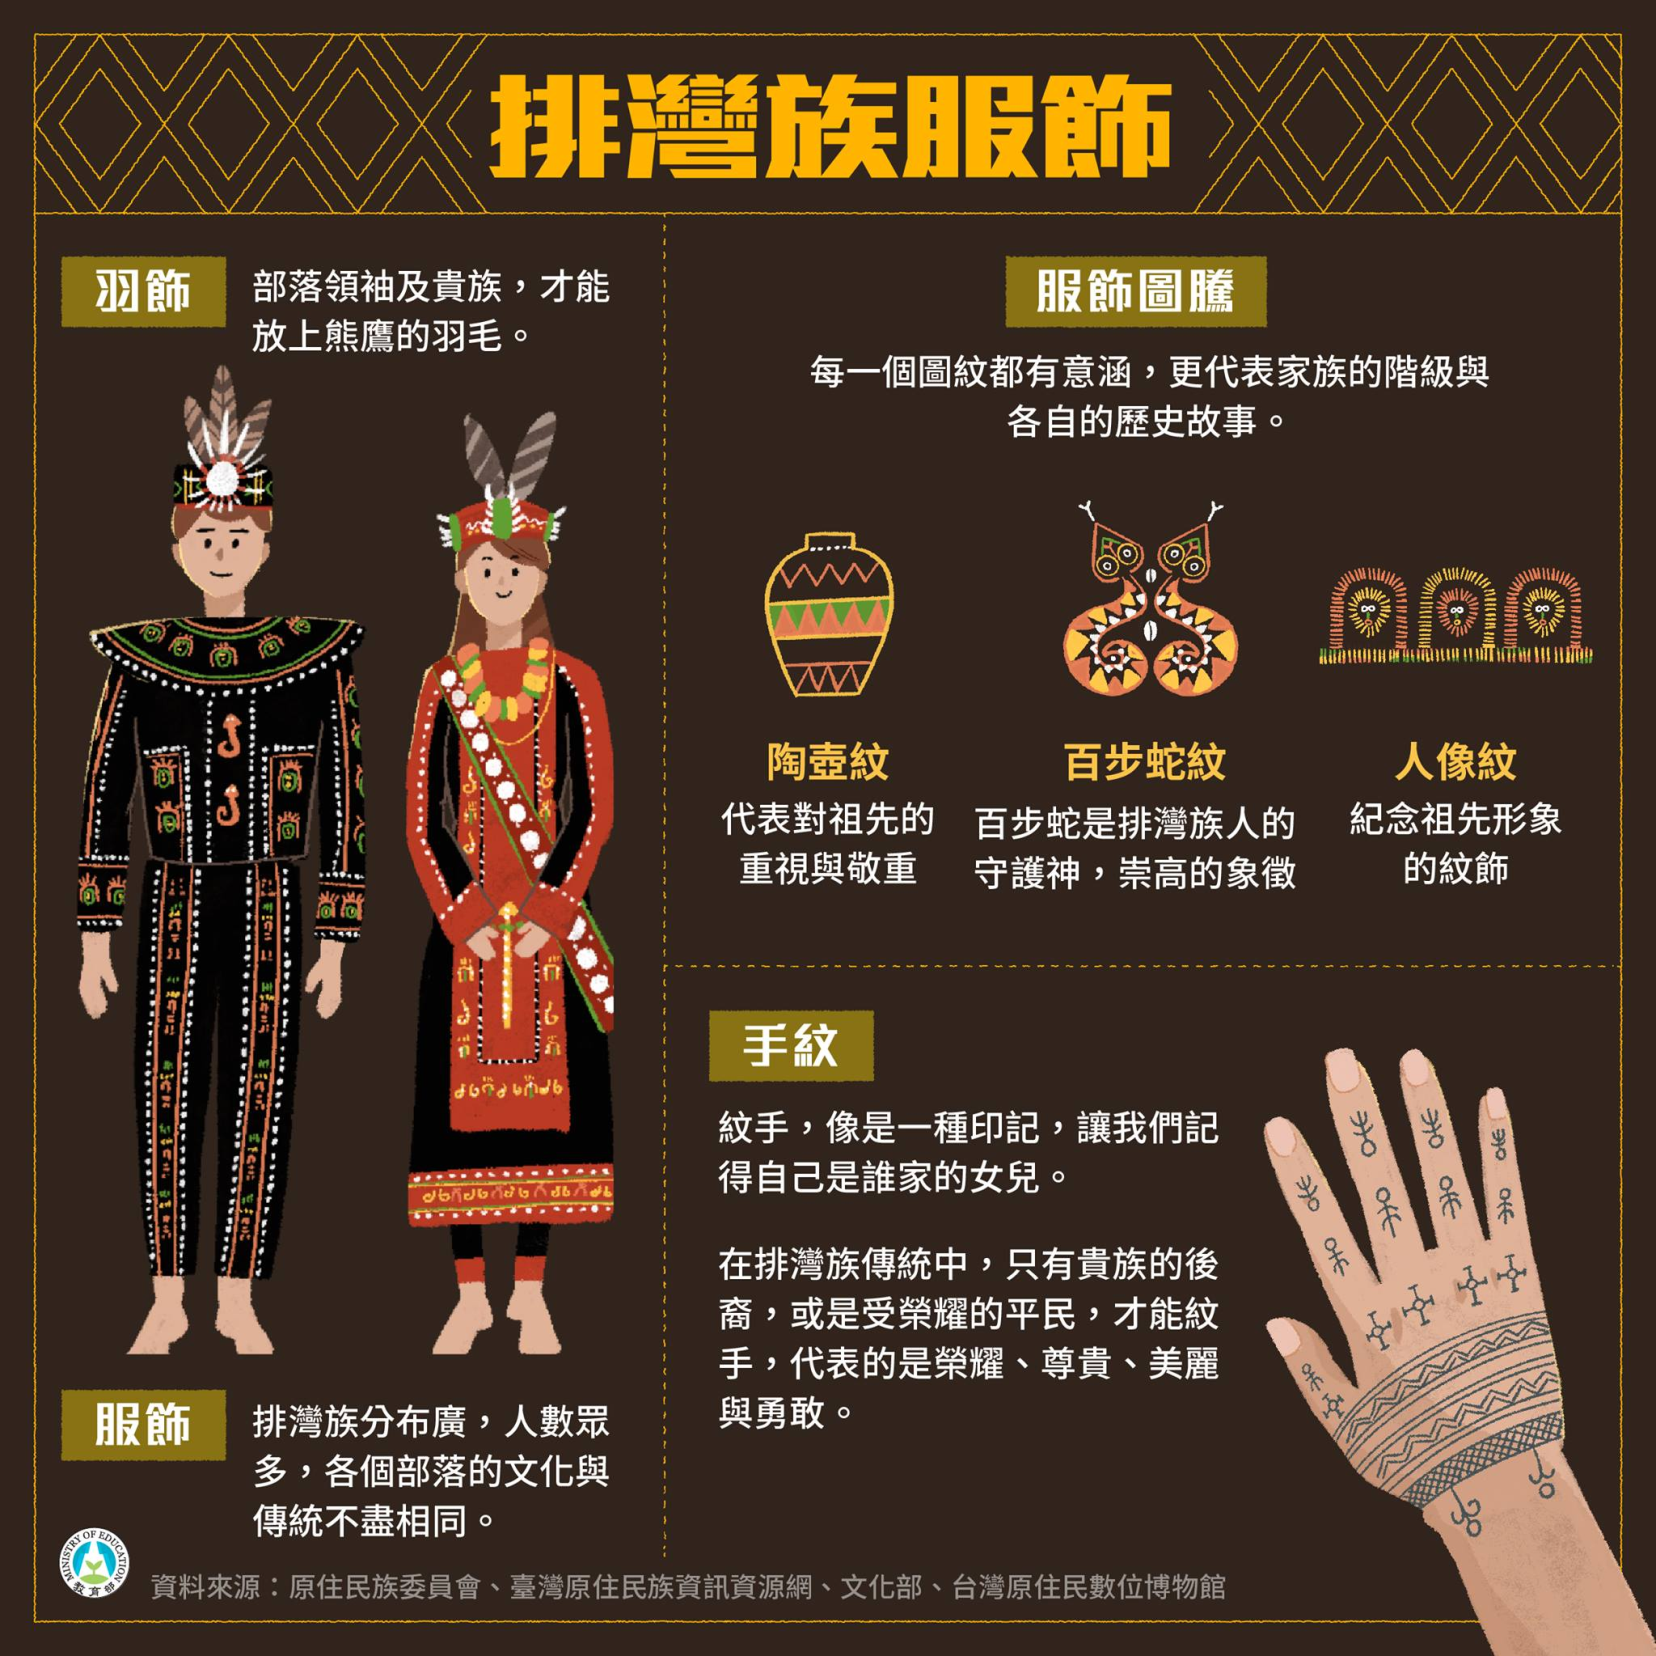 排灣族服飾
羽飾
部落領袖及貴族，才能
放上熊鷹的羽毛。
服飾
排灣族分布廣，人數眾
多，各個部落的文化與
傳統不盡相同。
服飾圖騰
每一個圖紋都有意涵，更代表家族的階級與
各自的歷史故事。
陶壺紋
代表對祖先的
重視與敬重
百步蛇紋
百步蛇是排灣族人的
守護神，崇高的象徵
人像紋
紀念祖先形象
的紋飾
手紋
紋手，像是一種印記，讓我們記
得自己是誰家的女兒。
在排灣族傳統中，只有貴族的後
裔，或是受榮耀的平民，才能紋
手，代表的是榮耀、尊貴、美麗
與勇敢。
MINISTRY OF EDUCATION
教育部
資料來源：原住民族委員會、臺灣原住民族資訊資源網、文化部、台灣原住民數位博物館